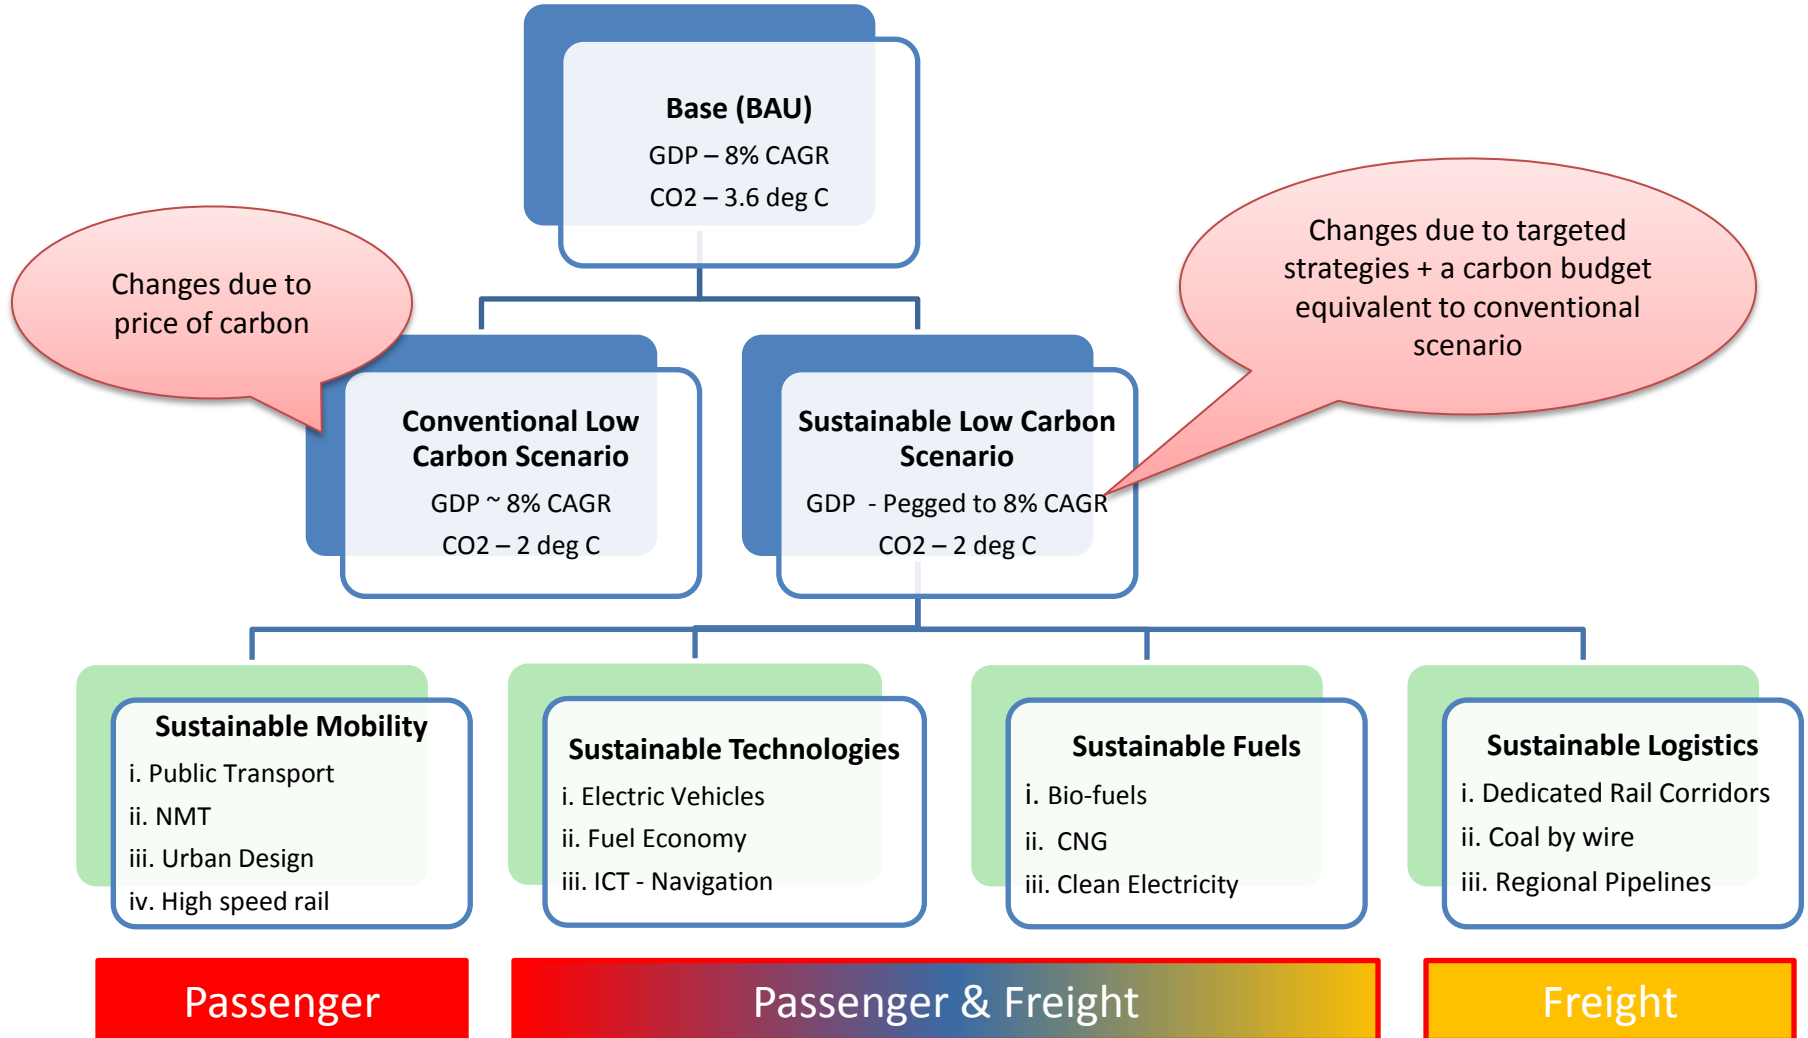 Base (BAU)
GDP – 8% CAGR
CO2 – 3.6 deg C
Changes due to
price of carbon
Changes due to targeted
strategies + a carbon budget
equivalent to conventional
scenario
Conventional Low
Carbon Scenario
GDP ~ 8% CAGR
CO2 – 2 deg C
Sustainable Low Carbon
Scenario
GDP  - Pegged to 8% CAGR
CO2 – 2 deg C
Sustainable Mobility
i. Public Transport
ii. NMT
iii. Urban Design
iv. High speed rail
Sustainable Technologies
i. Electric Vehicles
ii. Fuel Economy
iii. ICT - Navigation
Sustainable Fuels
i. Bio-fuels
ii.  CNG
iii. Clean Electricity
Sustainable Logistics
i. Dedicated Rail Corridors
ii. Coal by wire
iii. Regional Pipelines
Passenger
Passenger & Freight
Freight